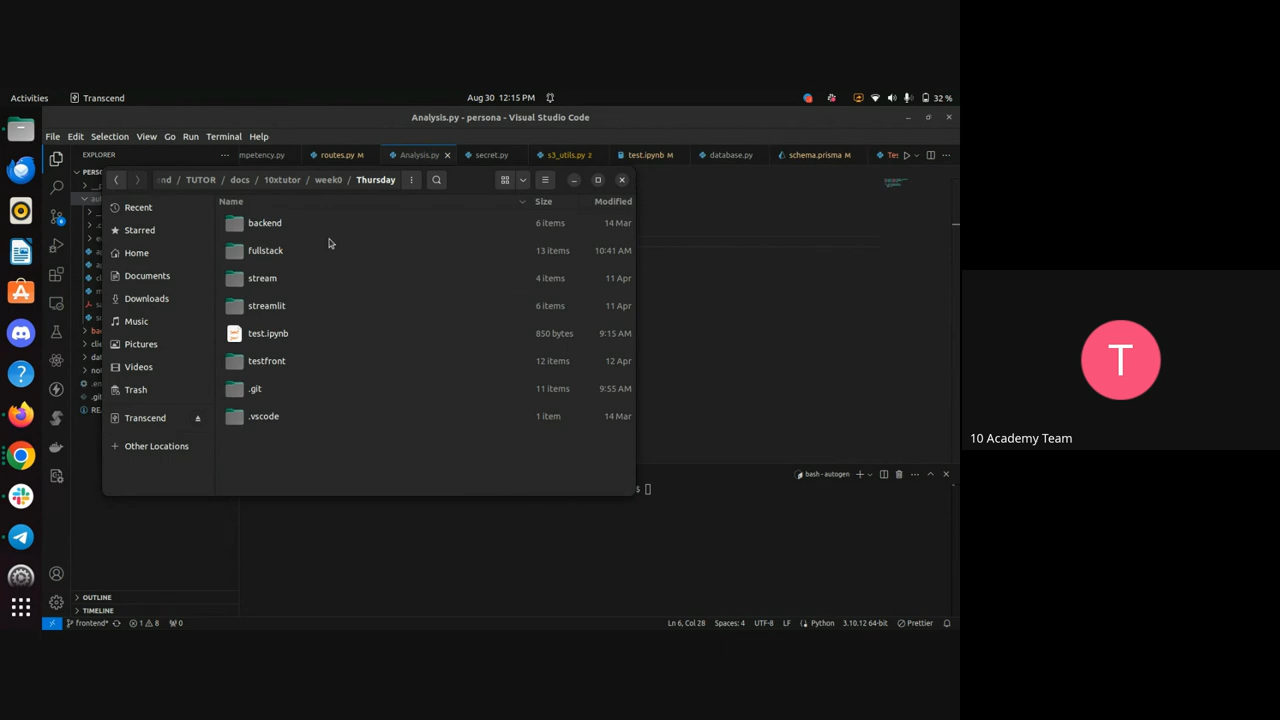 Activities
Transcend
Aug 30 12:15 PM
32 %
Analysis.py - persona - Visual Studio Code
File Edit Selection View Go Run Terminal Help
EXPLORER
mpetency.py
routes.py M
Analysis.py
secret.py
s3_utils.py 2
test.ipynb M
database.py
schema.prisma M
TUTOR / docs / 10xtutor / week0 / Thursday
Recent
Starred
Home
Documents
Downloads
Music
Pictures
Videos
Trash
Transcend
Other Locations
Name Size Modified
backend 6 items 14 Mar
fullstack 13 items 10:41 AM
stream 4 items 11 Apr
streamlit 6 items 11 Apr
test.ipynb 850 bytes 9:15 AM
testfront 12 items 12 Apr
.git 11 items 9:55 AM
.vscode 1 item 14 Mar
bash - autogen
$
OUTLINE
TIMELINE
frontend* 1 8 0
Ln 6, Col 28 Spaces: 4 UTF-8 LF Python 3.10.12 64-bit Prettier
T
10 Academy Team